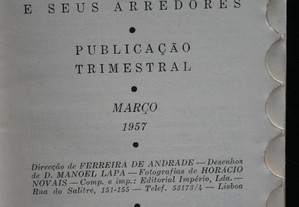 E SEUS ARREDORES
PUBLICAÇÃO
TRIMESTRAL
MARÇO
1957
Direcção de FERREIRA DE ANDRADE — Desenhos
de D. MANOEL LAPA — Fotografias de HORÁCIO
NOVAIS — Comp. e imp.: Editorial Império, Lda. —
Rua do Salitre, 151-155 — Telef. 53173/4 — Lisboa